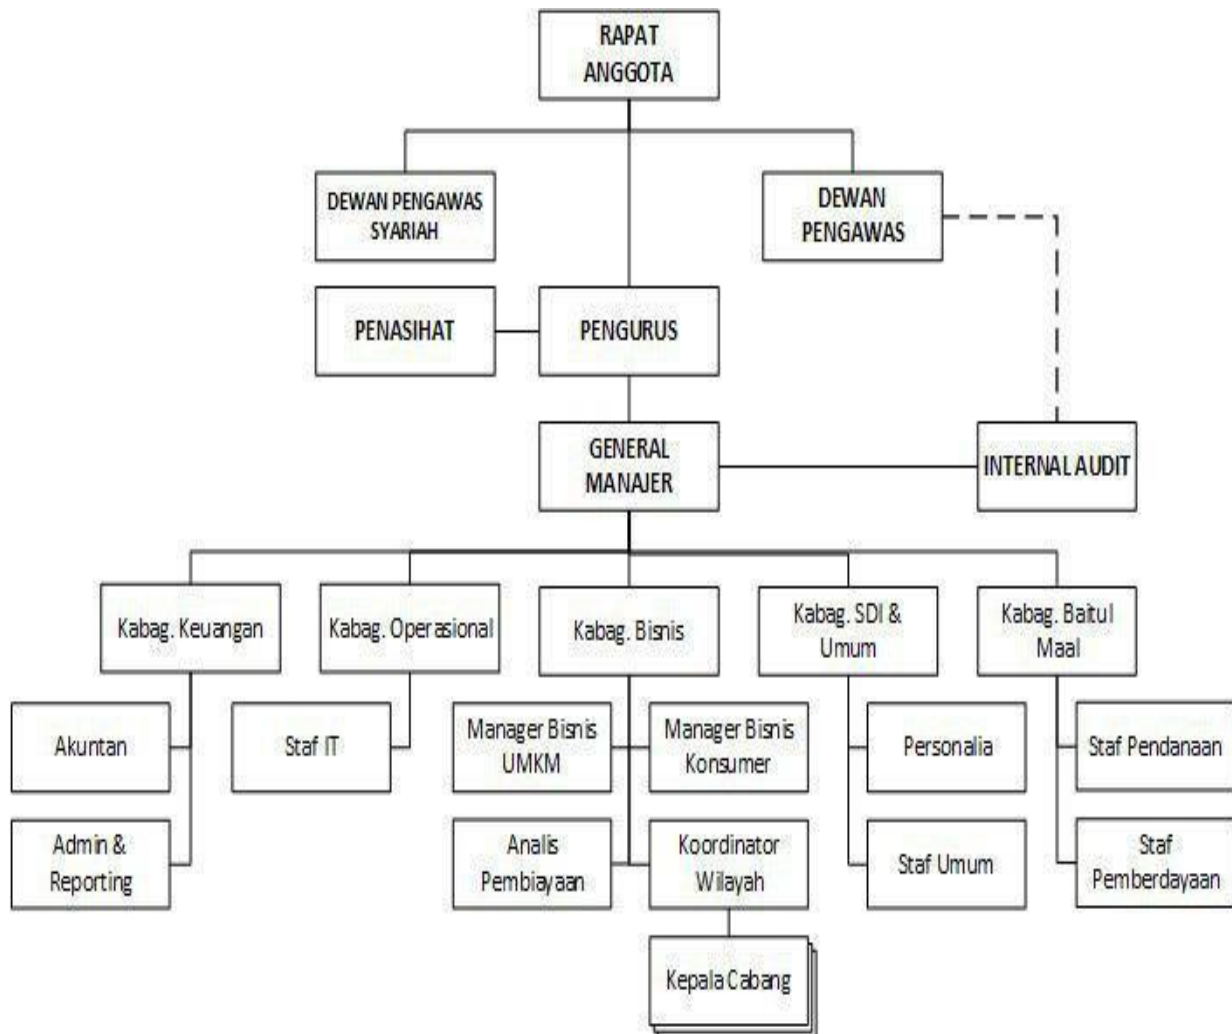 RAPAT
ANGGOTA
DEWAN PENGAWAS
SYARIAH
DEWAN
PENGAWAS
PENASIHAT
PENGURUS
GENERAL
MANAJER
INTERNAL AUDIT
Kabag. Keuangan
Kabag. Operasional
Kabag. Bisnis
Kabag. SDI &
Umum
Kabag. Baitul
Maal
Akuntan
Staf IT
Manager Bisnis
UMKM
Manager Bisnis
Konsumer
Personalia
Staf Pendanaan
Admin &
Reporting
Analis
Pembiayaan
Koordinator
Wilayah
Staf Umum
Staf
Pemberdayaan
Kepala Cabang